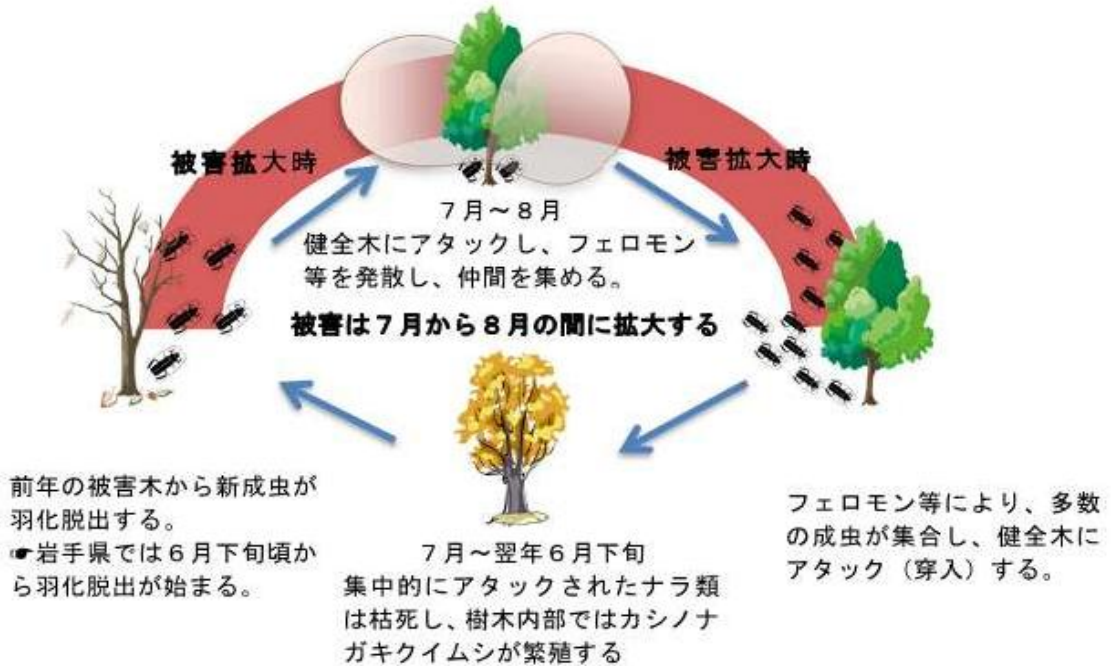 被害拡大時
被害拡大時
7月～8月
健全木にアタックし、フェロモン
等を発散し、仲間を集める。
被害は7月から8月の間に拡大する
前年の被害木から新成虫が
羽化脱出する。
☛岩手県では6月下旬頃か
ら羽化脱出が始まる。
7月～翌年6月下旬
集中的にアタックされたナラ類
は枯死し、樹木内部ではカシノナ
ガキクイムシが繁殖する
フェロモン等により、多数
の成虫が集合し、健全木に
アタック（穿入）する。